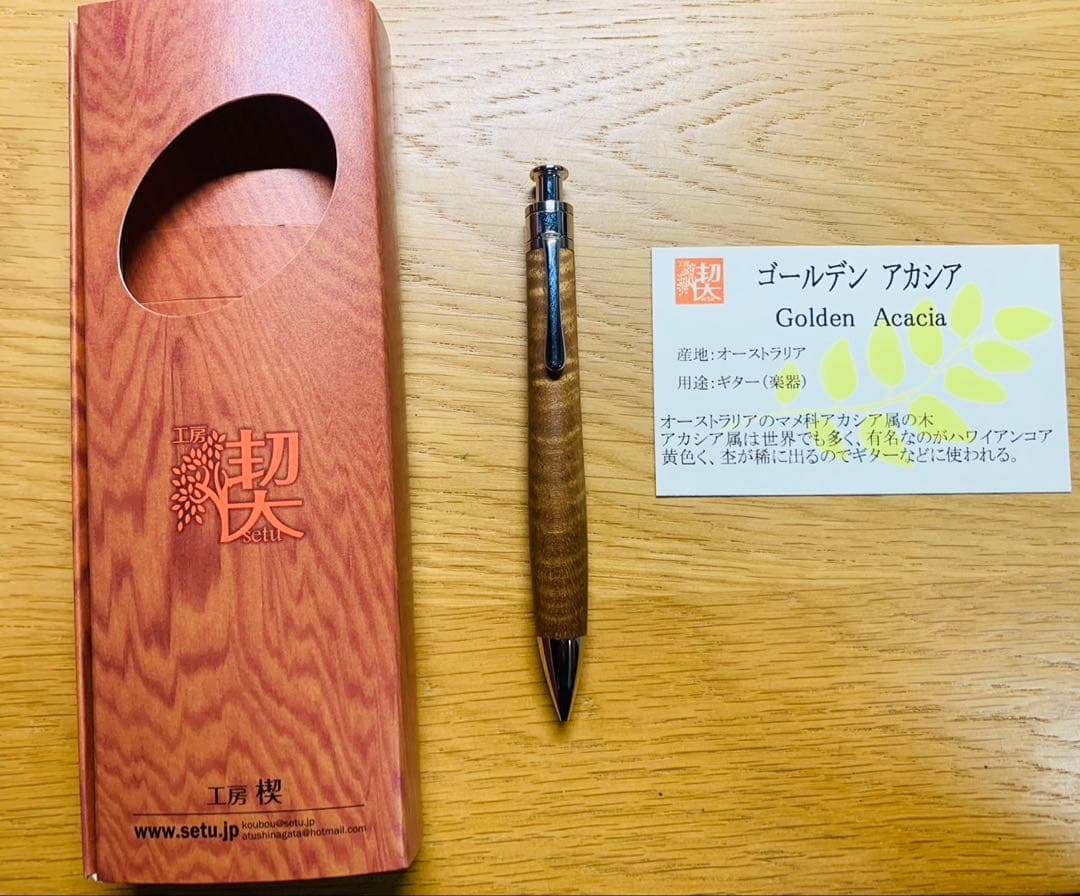 工房
楔
setu
工房 楔
www.setu.jp
koubou@setu.jp
atushinagata@hotmail.com
工房
楔
setu
ゴールデン アカシア
Golden Acacia
産地:オーストラリア
用途:ギター(楽器)
オーストラリアのマメ科アカシア属の木
アカシア属は世界でも多く、有名なのがハワイアンコア
黄色く、杢が稀に出るのでギターなどに使われる。